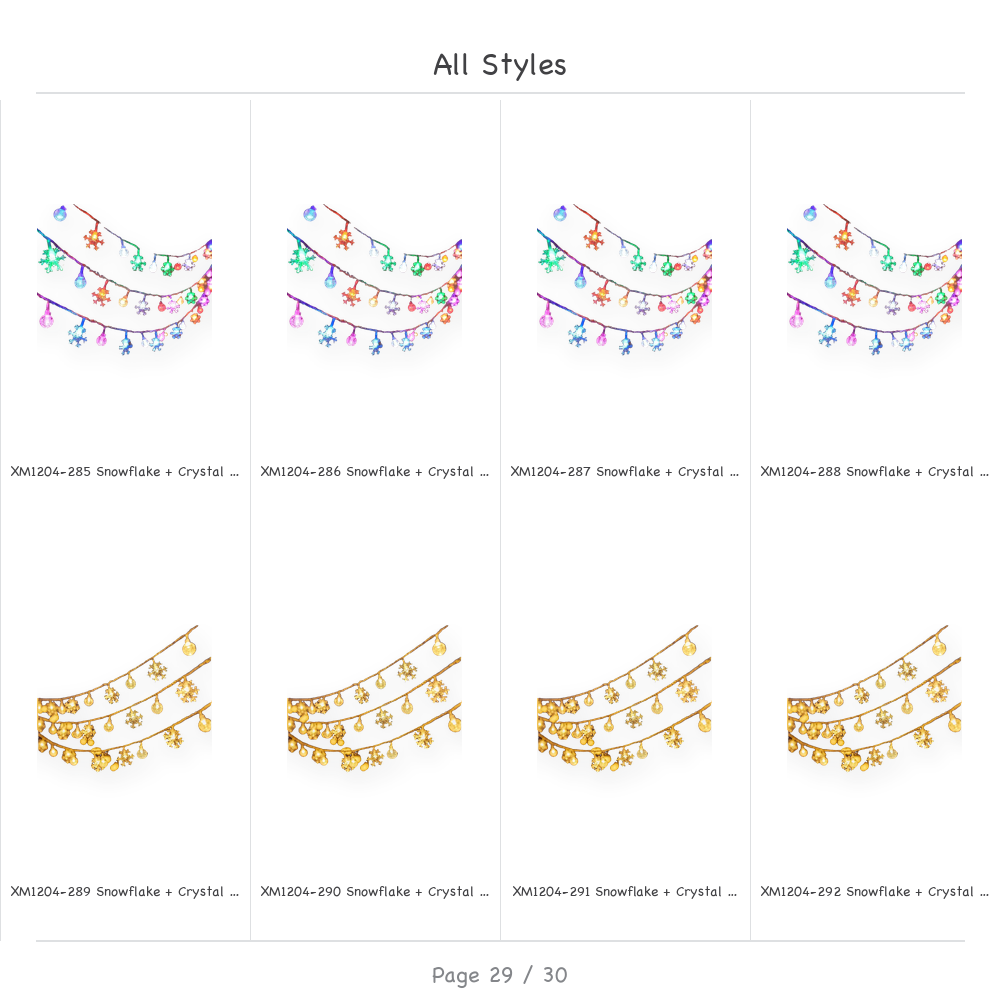 All Styles
XM1204-285 Snowflake + Crystal ...
XM1204-286 Snowflake + Crystal ...
XM1204-287 Snowflake + Crystal ...
XM1204-288 Snowflake + Crystal ...
XM1204-289 Snowflake + Crystal ...
XM1204-290 Snowflake + Crystal ...
XM1204-291 Snowflake + Crystal ...
XM1204-292 Snowflake + Crystal ...
Page 29 / 30